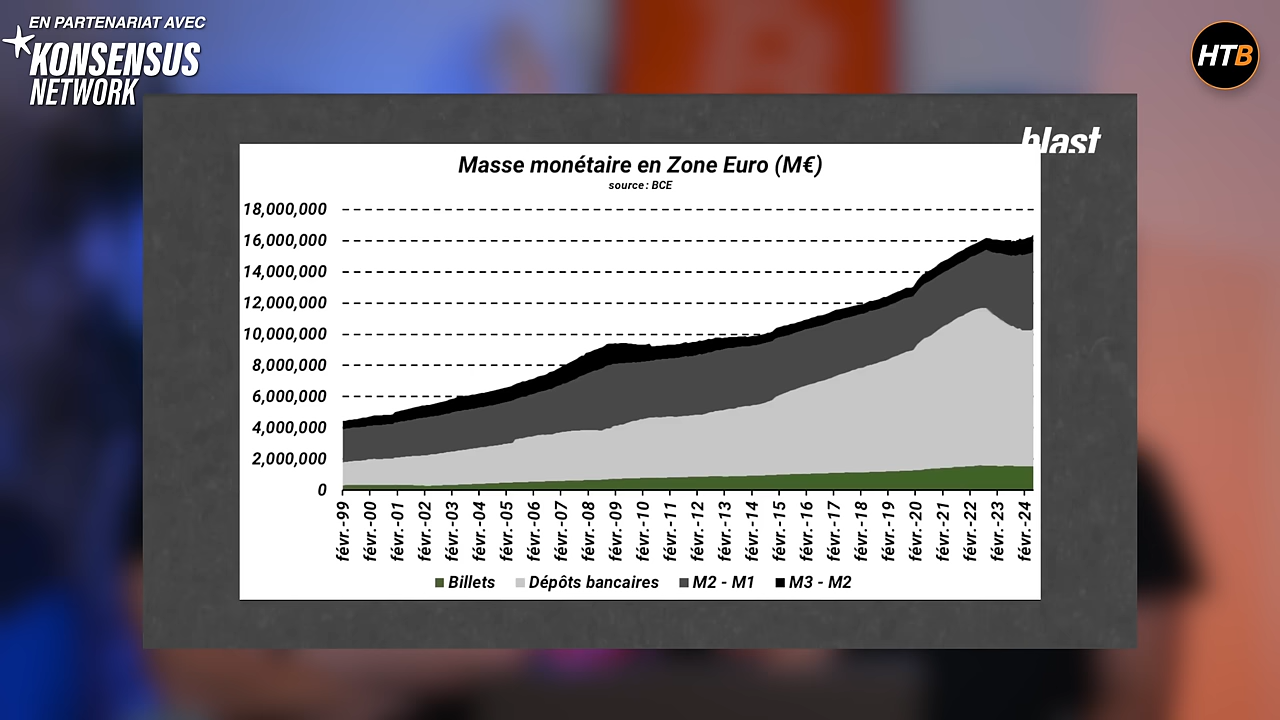 EN PARTENARIAT AVEC
KONSENSUS
NETWORK
HTB
blast
Masse monétaire en Zone Euro (M€)
source: BCE
18,000,000
16,000,000
14,000,000
12,000,000
10,000,000
8,000,000
6,000,000
4,000,000
2,000,000
0
févr.-99
févr.-00
févr.-01
févr.-02
févr.-03
févr.-04
févr.-05
févr.-06
févr.-07
févr.-08
févr.-09
févr.-10
févr.-11
févr.-12
févr.-13
févr.-14
févr.-15
févr.-16
févr.-17
févr.-18
févr.-19
févr.-20
févr.-21
févr.-22
févr.-23
févr.-24
Billets Dépôts bancaires M2 - M1 M3 - M2